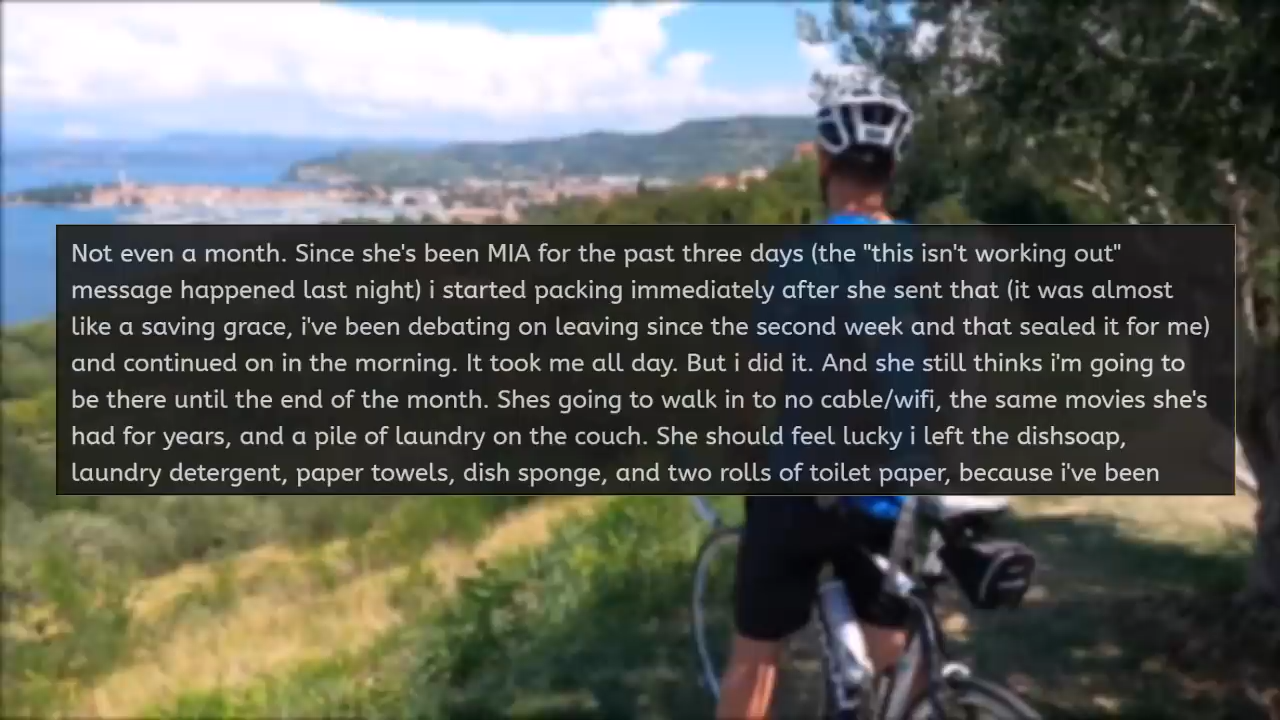 Not even a month. Since she's been MIA for the past three days (the "this isn't working out"
message happened last night) i started packing immediately after she sent that (it was almost
like a saving grace, i've been debating on leaving since the second week and that sealed it for me)
and continued on in the morning. It took me all day. But i did it. And she still thinks i'm going to
be there until the end of the month. Shes going to walk in to no cable/wifi, the same movies she's
had for years, and a pile of laundry on the couch. She should feel lucky i left the dishsoap,
laundry detergent, paper towels, dish sponge, and two rolls of toilet paper, because i've been